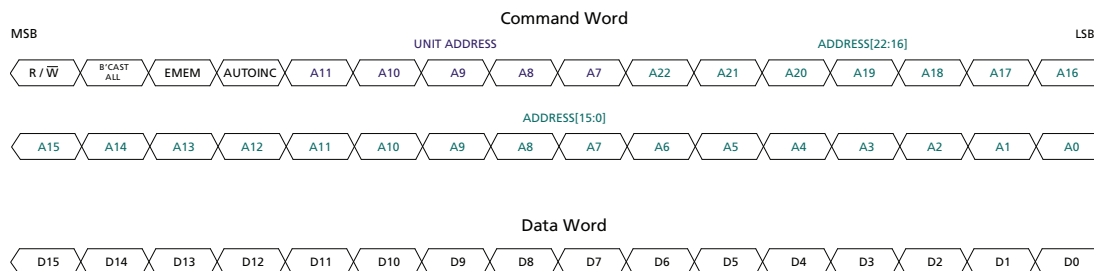 Command Word
MSB LSB
UNIT ADDRESS ADDRESS[22:16]
R / W̅ B'CAST ALL EMEM AUTOINC A11 A10 A9 A8 A7 A22 A21 A20 A19 A18 A17 A16
ADDRESS[15:0]
A15 A14 A13 A12 A11 A10 A9 A8 A7 A6 A5 A4 A3 A2 A1 A0
Data Word
D15 D14 D13 D12 D11 D10 D9 D8 D7 D6 D5 D4 D3 D2 D1 D0